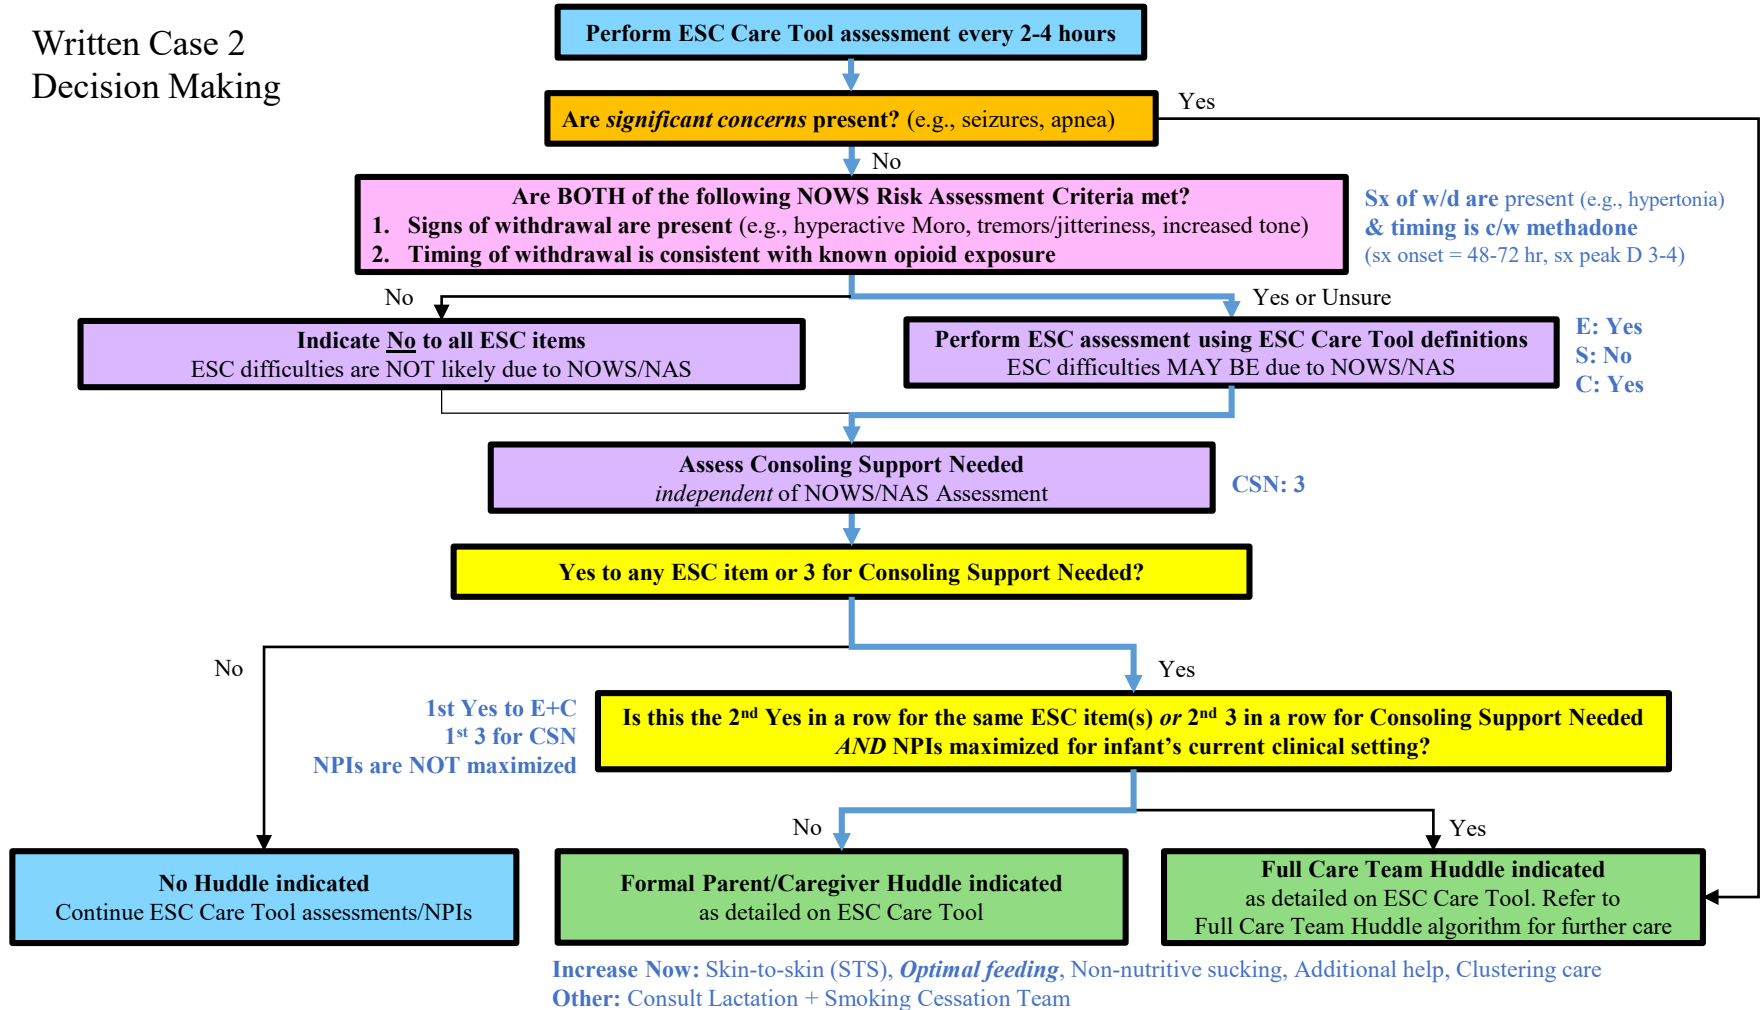 Written Case 2
Decision Making
Perform ESC Care Tool assessment every 2-4 hours
Are significant concerns present? (e.g., seizures, apnea)
Yes
No
Are BOTH of the following NOWS Risk Assessment Criteria met?
1. Signs of withdrawal are present (e.g., hyperactive Moro, tremors/jitteriness, increased tone)
2. Timing of withdrawal is consistent with known opioid exposure
Sx of w/d are present (e.g., hypertonia)
& timing is c/w methadone
(sx onset = 48-72 hr, sx peak D 3-4)
No
Yes or Unsure
Indicate No to all ESC items
ESC difficulties are NOT likely due to NOWS/NAS
Perform ESC assessment using ESC Care Tool definitions
ESC difficulties MAY BE due to NOWS/NAS
E: Yes
S: No
C: Yes
Assess Consoling Support Needed
independent of NOWS/NAS Assessment
CSN: 3
Yes to any ESC item or 3 for Consoling Support Needed?
No
Yes
1st Yes to E+C
1st 3 for CSN
NPIs are NOT maximized
Is this the 2nd Yes in a row for the same ESC item(s) or 2nd 3 in a row for Consoling Support Needed
AND NPIs maximized for infant's current clinical setting?
No
Yes
No Huddle indicated
Continue ESC Care Tool assessments/NPIs
Formal Parent/Caregiver Huddle indicated
as detailed on ESC Care Tool
Full Care Team Huddle indicated
as detailed on ESC Care Tool. Refer to
Full Care Team Huddle algorithm for further care
Increase Now: Skin-to-skin (STS), Optimal feeding, Non-nutritive sucking, Additional help, Clustering care
Other: Consult Lactation + Smoking Cessation Team